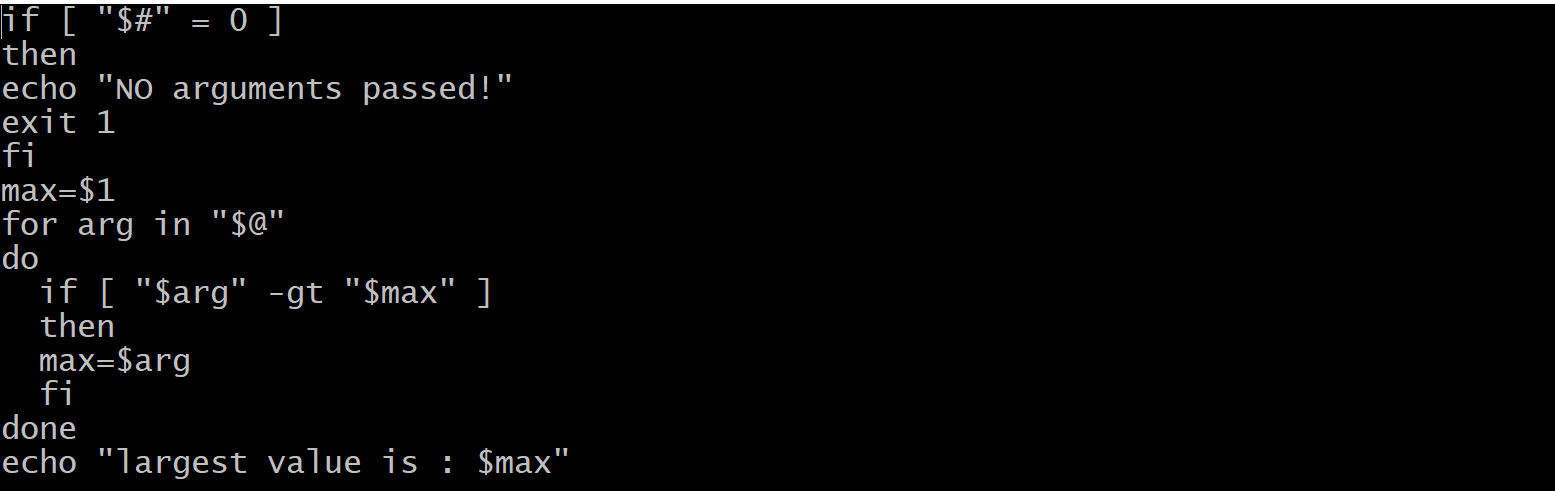 if [ "$#" = 0 ]
then
echo "NO arguments passed!"
exit 1
fi
max=$1
for arg in "$@"
do
  if [ "$arg" -gt "$max" ]
  then
  max=$arg
  fi
done
echo "largest value is : $max"